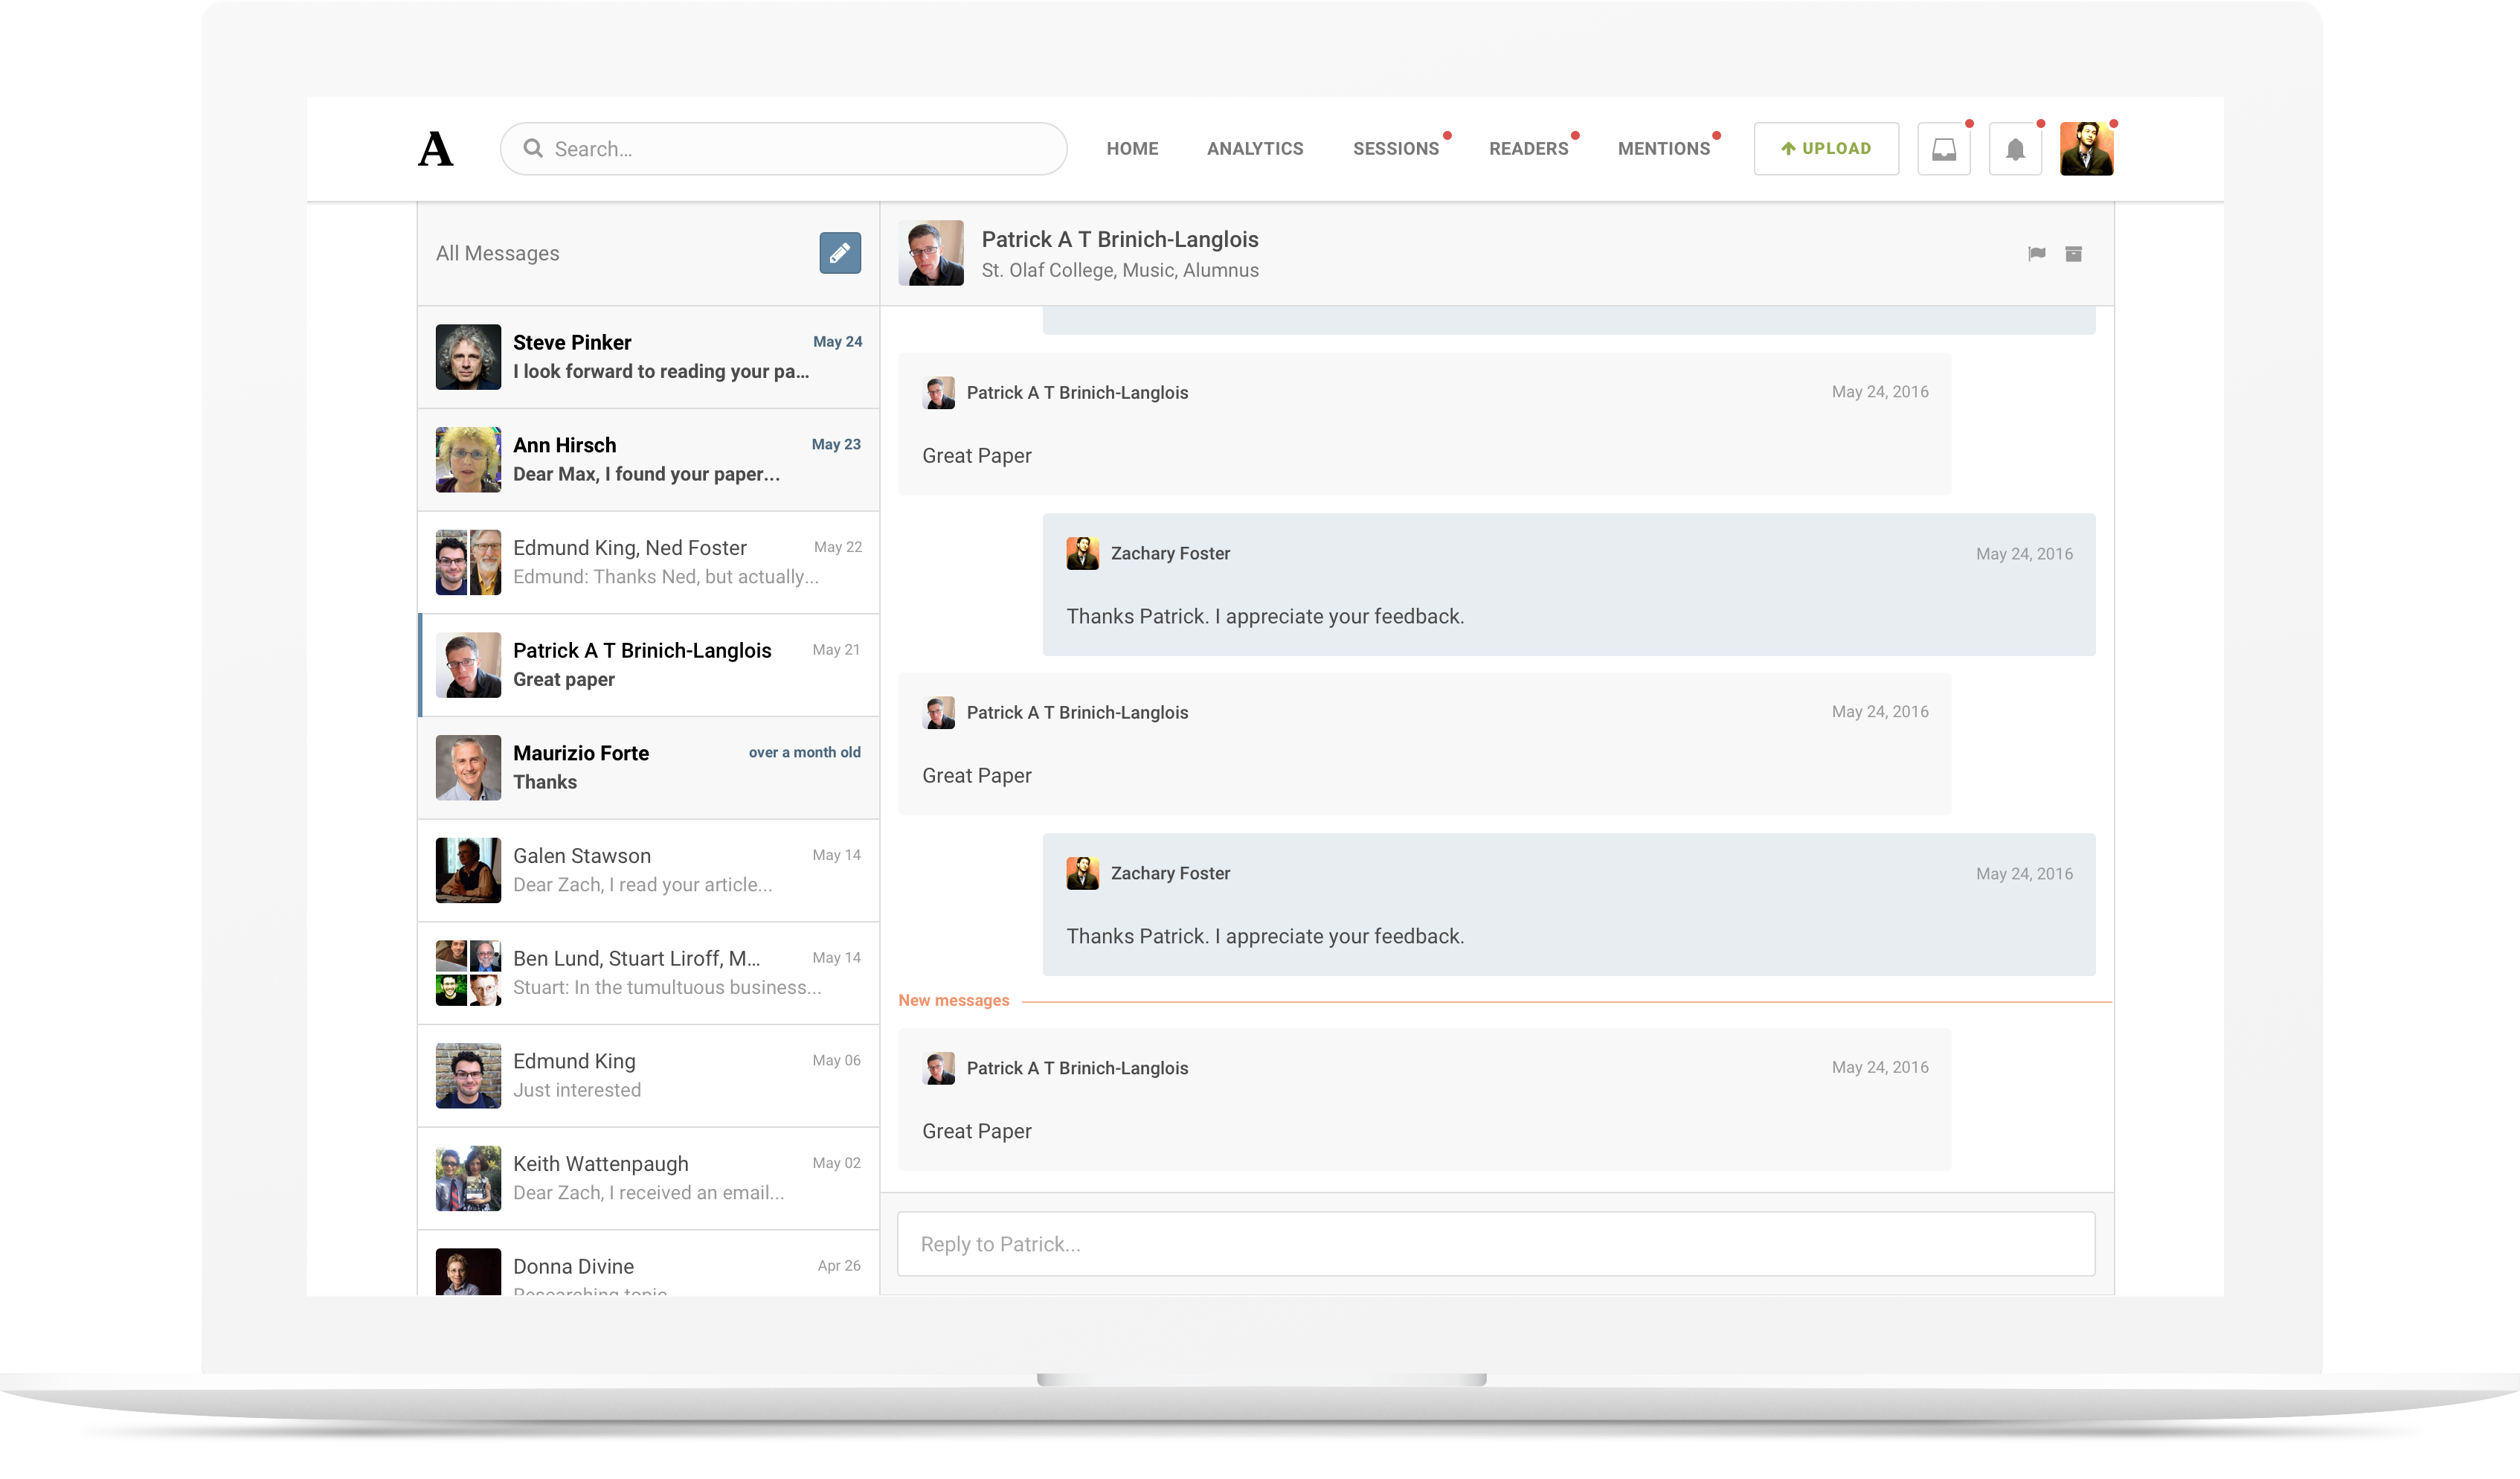 A
Search...
HOME
ANALYTICS
SESSIONS
READERS
MENTIONS
UPLOAD
All Messages
Steve Pinker
May 24
I look forward to reading your pa...
Ann Hirsch
May 23
Dear Max, I found your paper...
Edmund King, Ned Foster
May 22
Edmund: Thanks Ned, but actually...
Patrick A T Brinich-Langlois
May 21
Great paper
Maurizio Forte
over a month old
Thanks
Galen Stawson
May 14
Dear Zach, I read your article...
Ben Lund, Stuart Liroff, M...
May 14
Stuart: In the tumultuous business...
Edmund King
May 06
Just interested
Keith Wattenpaugh
May 02
Dear Zach, I received an email...
Donna Divine
Apr 26
Researching topic
Patrick A T Brinich-Langlois
St. Olaf College, Music, Alumnus
Patrick A T Brinich-Langlois
May 24, 2016
Great Paper
Zachary Foster
May 24, 2016
Thanks Patrick. I appreciate your feedback.
Patrick A T Brinich-Langlois
May 24, 2016
Great Paper
Zachary Foster
May 24, 2016
Thanks Patrick. I appreciate your feedback.
New messages
Patrick A T Brinich-Langlois
May 24, 2016
Great Paper
Reply to Patrick...